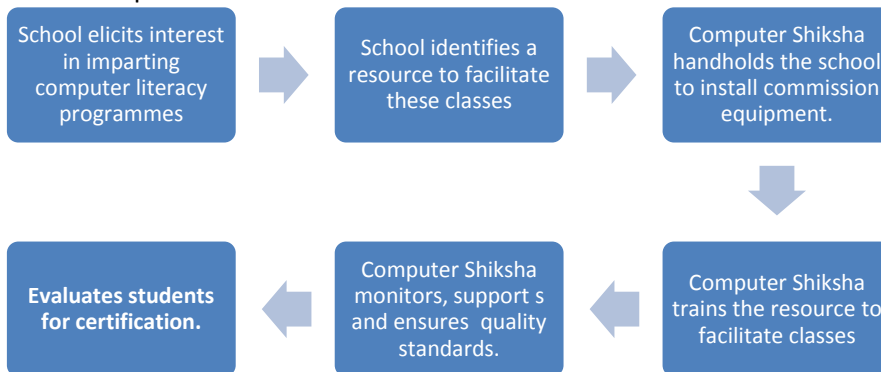 School elicits interest
in imparting
computer literacy
programmes
School identifies a
resource to facilitate
these classes
Computer Shiksha
handholds the school
to install commission
equipment.
Computer Shiksha
trains the resource to
facilitate classes
Computer Shiksha
monitors, support s
and ensures quality
standards.
Evaluates students
for certification.